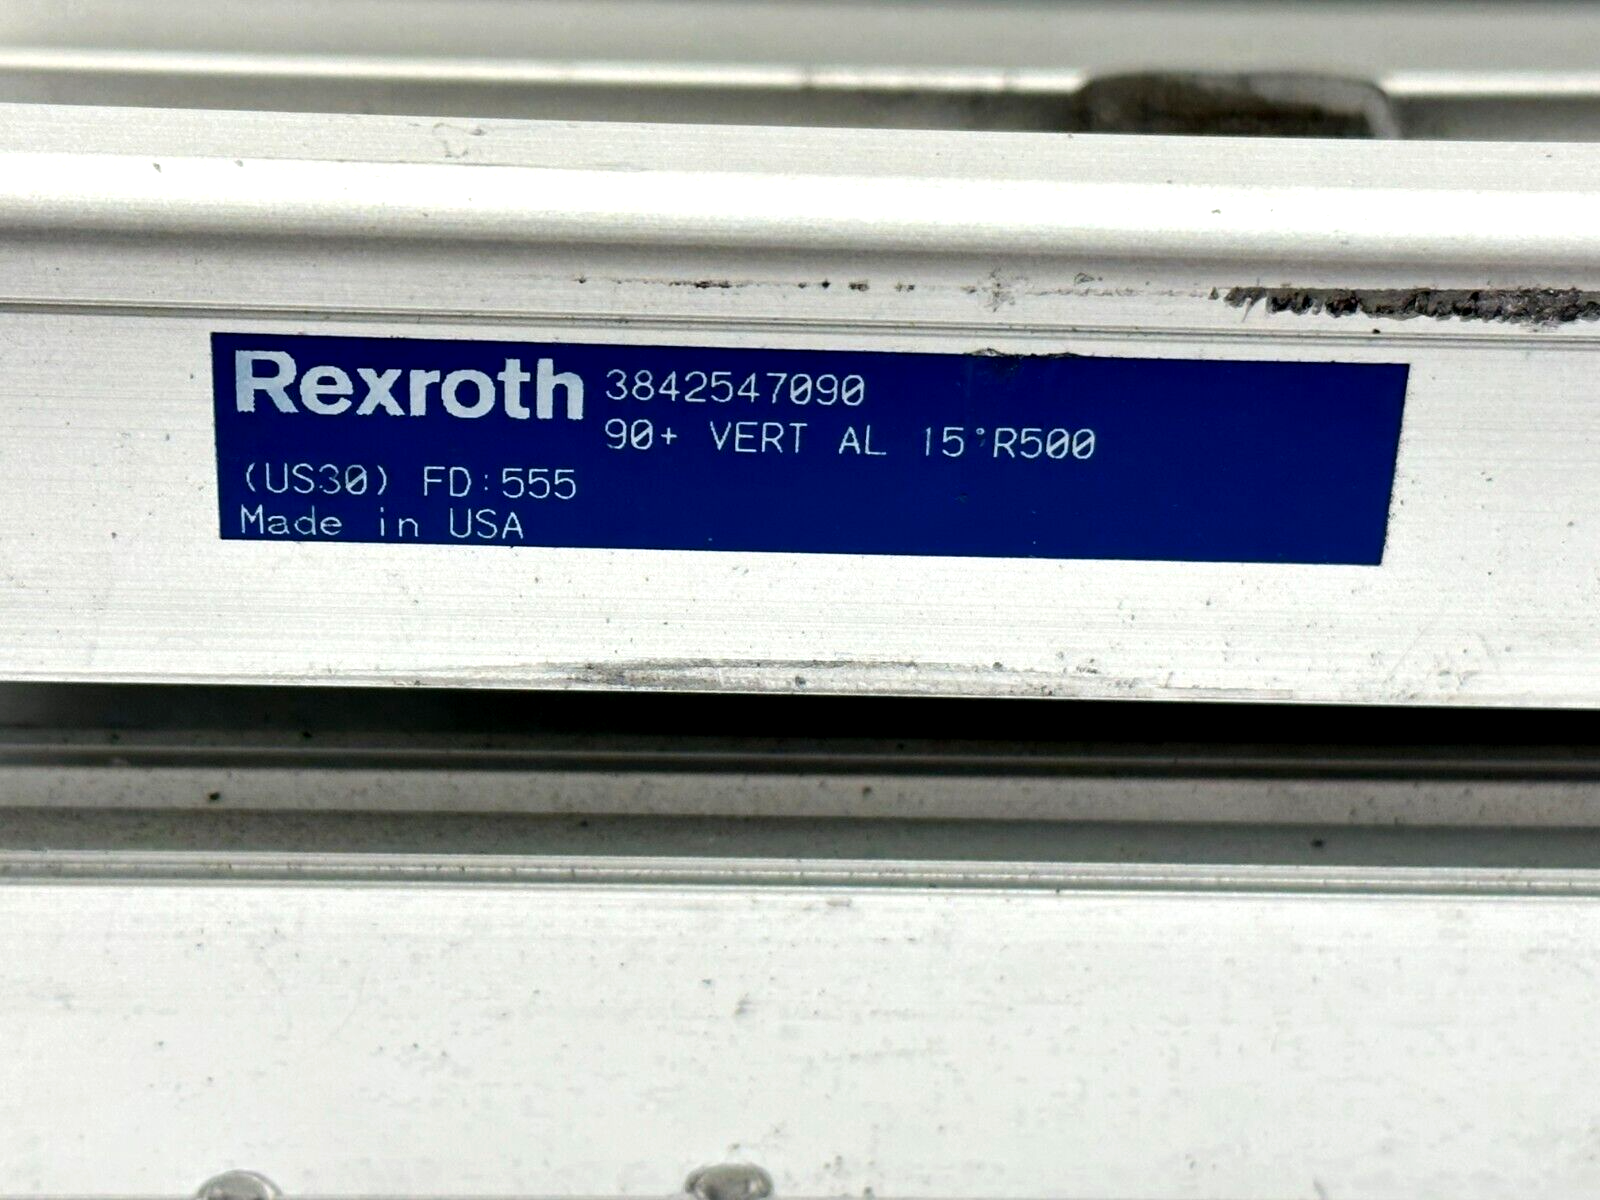 Rexroth 3842547090
90+ VERT AL 15°R500
(US30) FD:555
Made in USA